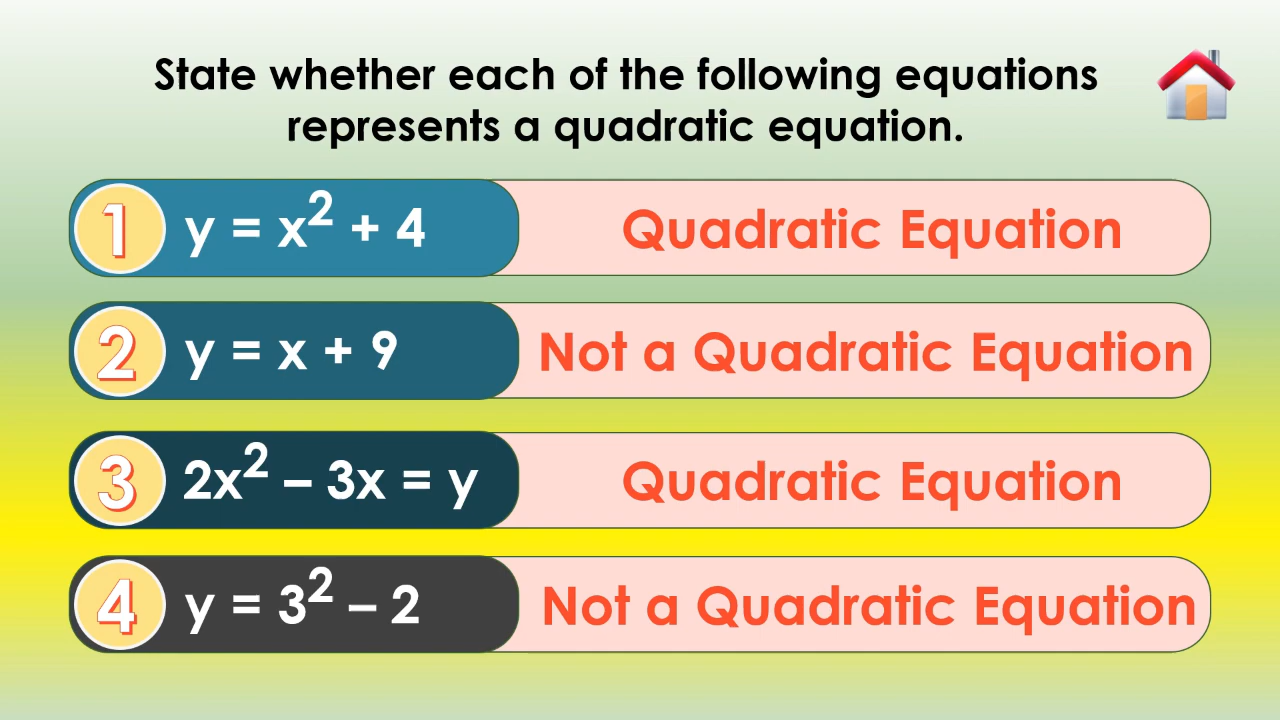 State whether each of the following equations
represents a quadratic equation.
1 y = x² + 4 Quadratic Equation
2 y = x + 9 Not a Quadratic Equation
3 2x² – 3x = y Quadratic Equation
4 y = 3² – 2 Not a Quadratic Equation